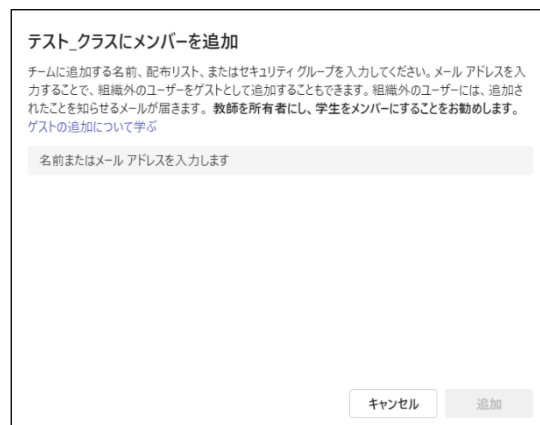 テスト_クラスにメンバーを追加
チームに追加する名前、配布リスト、またはセキュリティ グループを入力してください。メール アドレスを入
力することで、組織外のユーザーをゲストとして追加することもできます。組織外のユーザーには、追加さ
れたことを知らせるメールが届きます。 教師を所有者にし、学生をメンバーにすることをお勧めします。
ゲストの追加について学ぶ
名前またはメール アドレスを入力します
キャンセル 追加